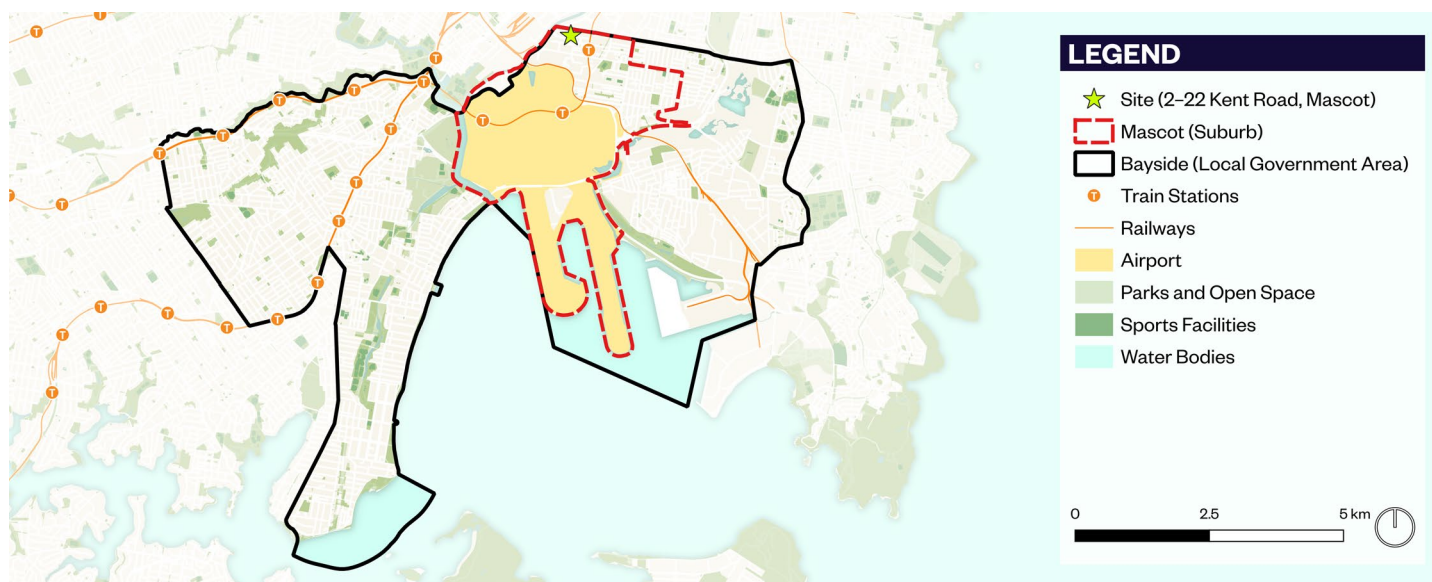 LEGEND
Site (2–22 Kent Road, Mascot)
Mascot (Suburb)
Bayside (Local Government Area)
T Train Stations
Railways
Airport
Parks and Open Space
Sports Facilities
Water Bodies
0 2.5 5 km